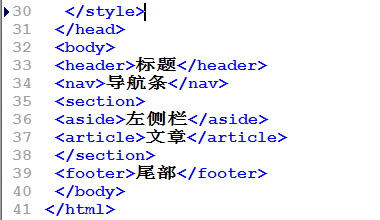 30 </style>
31 </head>
32 <body>
33 <header>标题</header>
34 <nav>导航条</nav>
35 <section>
36 <aside>左侧栏</aside>
37 <article>文章</article>
38 </section>
39 <footer>尾部</footer>
40 </body>
41 </html>